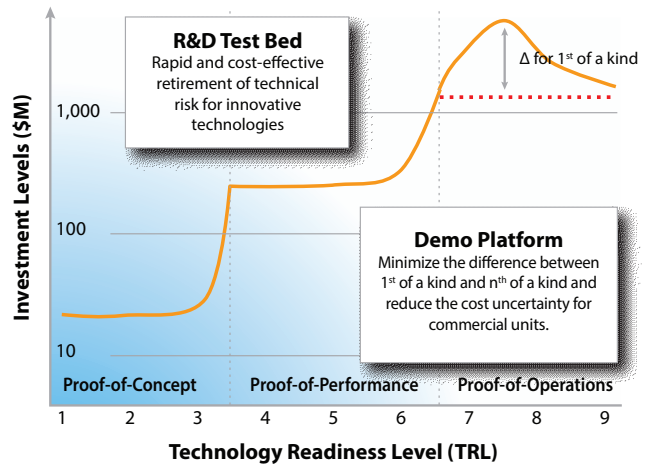 Investment Levels ($M)
1,000
100
10
R&D Test Bed
Rapid and cost-effective
retirement of technical
risk for innovative
technologies
Δ for 1st of a kind
Demo Platform
Minimize the difference between
1st of a kind and nth of a kind and
reduce the cost uncertainty for
commercial units.
Proof-of-Concept
Proof-of-Performance
Proof-of-Operations
1 2 3 4 5 6 7 8 9
Technology Readiness Level (TRL)